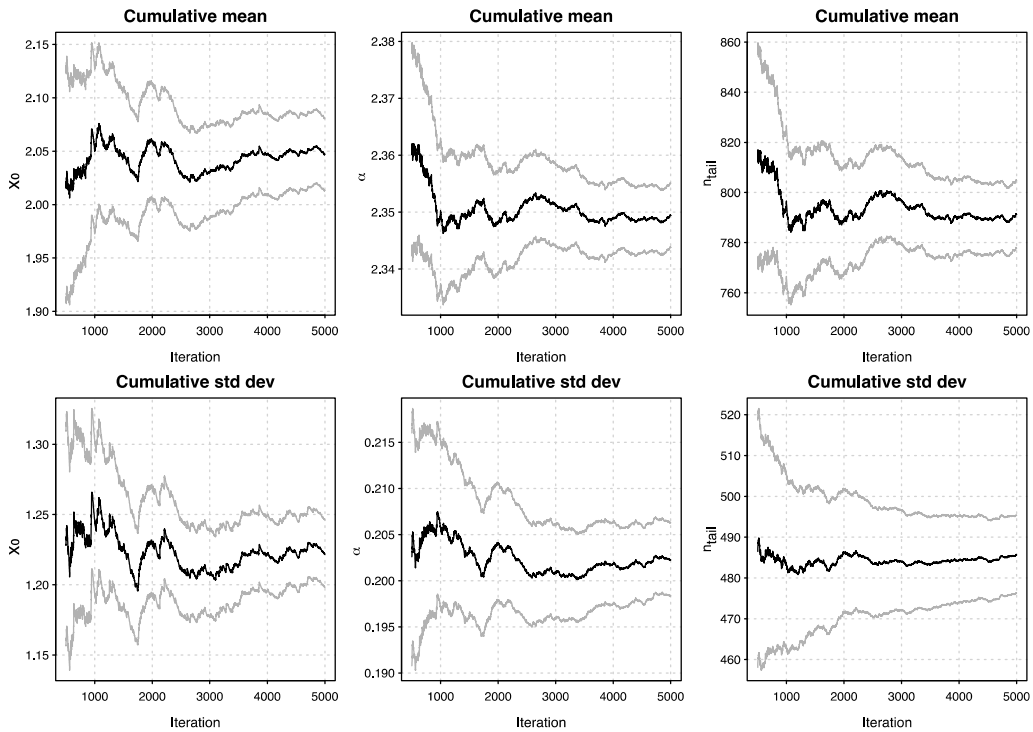 Cumulative mean
Cumulative mean
Cumulative mean
x0
2.15
2.10
2.05
2.00
1.95
1.90
1000 2000 3000 4000 5000
Iteration
α
2.38
2.37
2.36
2.35
2.34
1000 2000 3000 4000 5000
Iteration
ntail
860
840
820
800
780
760
1000 2000 3000 4000 5000
Iteration
Cumulative std dev
Cumulative std dev
Cumulative std dev
x0
1.30
1.25
1.20
1.15
1000 2000 3000 4000 5000
Iteration
α
0.215
0.210
0.205
0.200
0.195
0.190
1000 2000 3000 4000 5000
Iteration
ntail
520
510
500
490
480
470
460
1000 2000 3000 4000 5000
Iteration